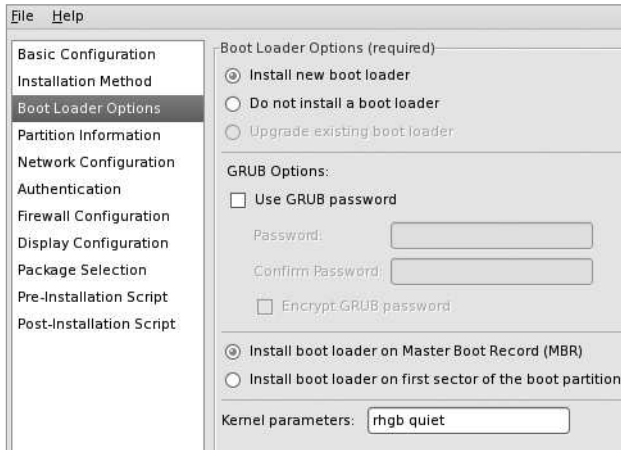 File Help
Basic Configuration
Installation Method
Boot Loader Options
Partition Information
Network Configuration
Authentication
Firewall Configuration
Display Configuration
Package Selection
Pre-Installation Script
Post-Installation Script
Boot Loader Options (required)
Install new boot loader
Do not install a boot loader
Upgrade existing boot loader
GRUB Options:
Use GRUB password
Password:
Confirm Password:
Encrypt GRUB password
Install boot loader on Master Boot Record (MBR)
Install boot loader on first sector of the boot partition
Kernel parameters: rhgb quiet